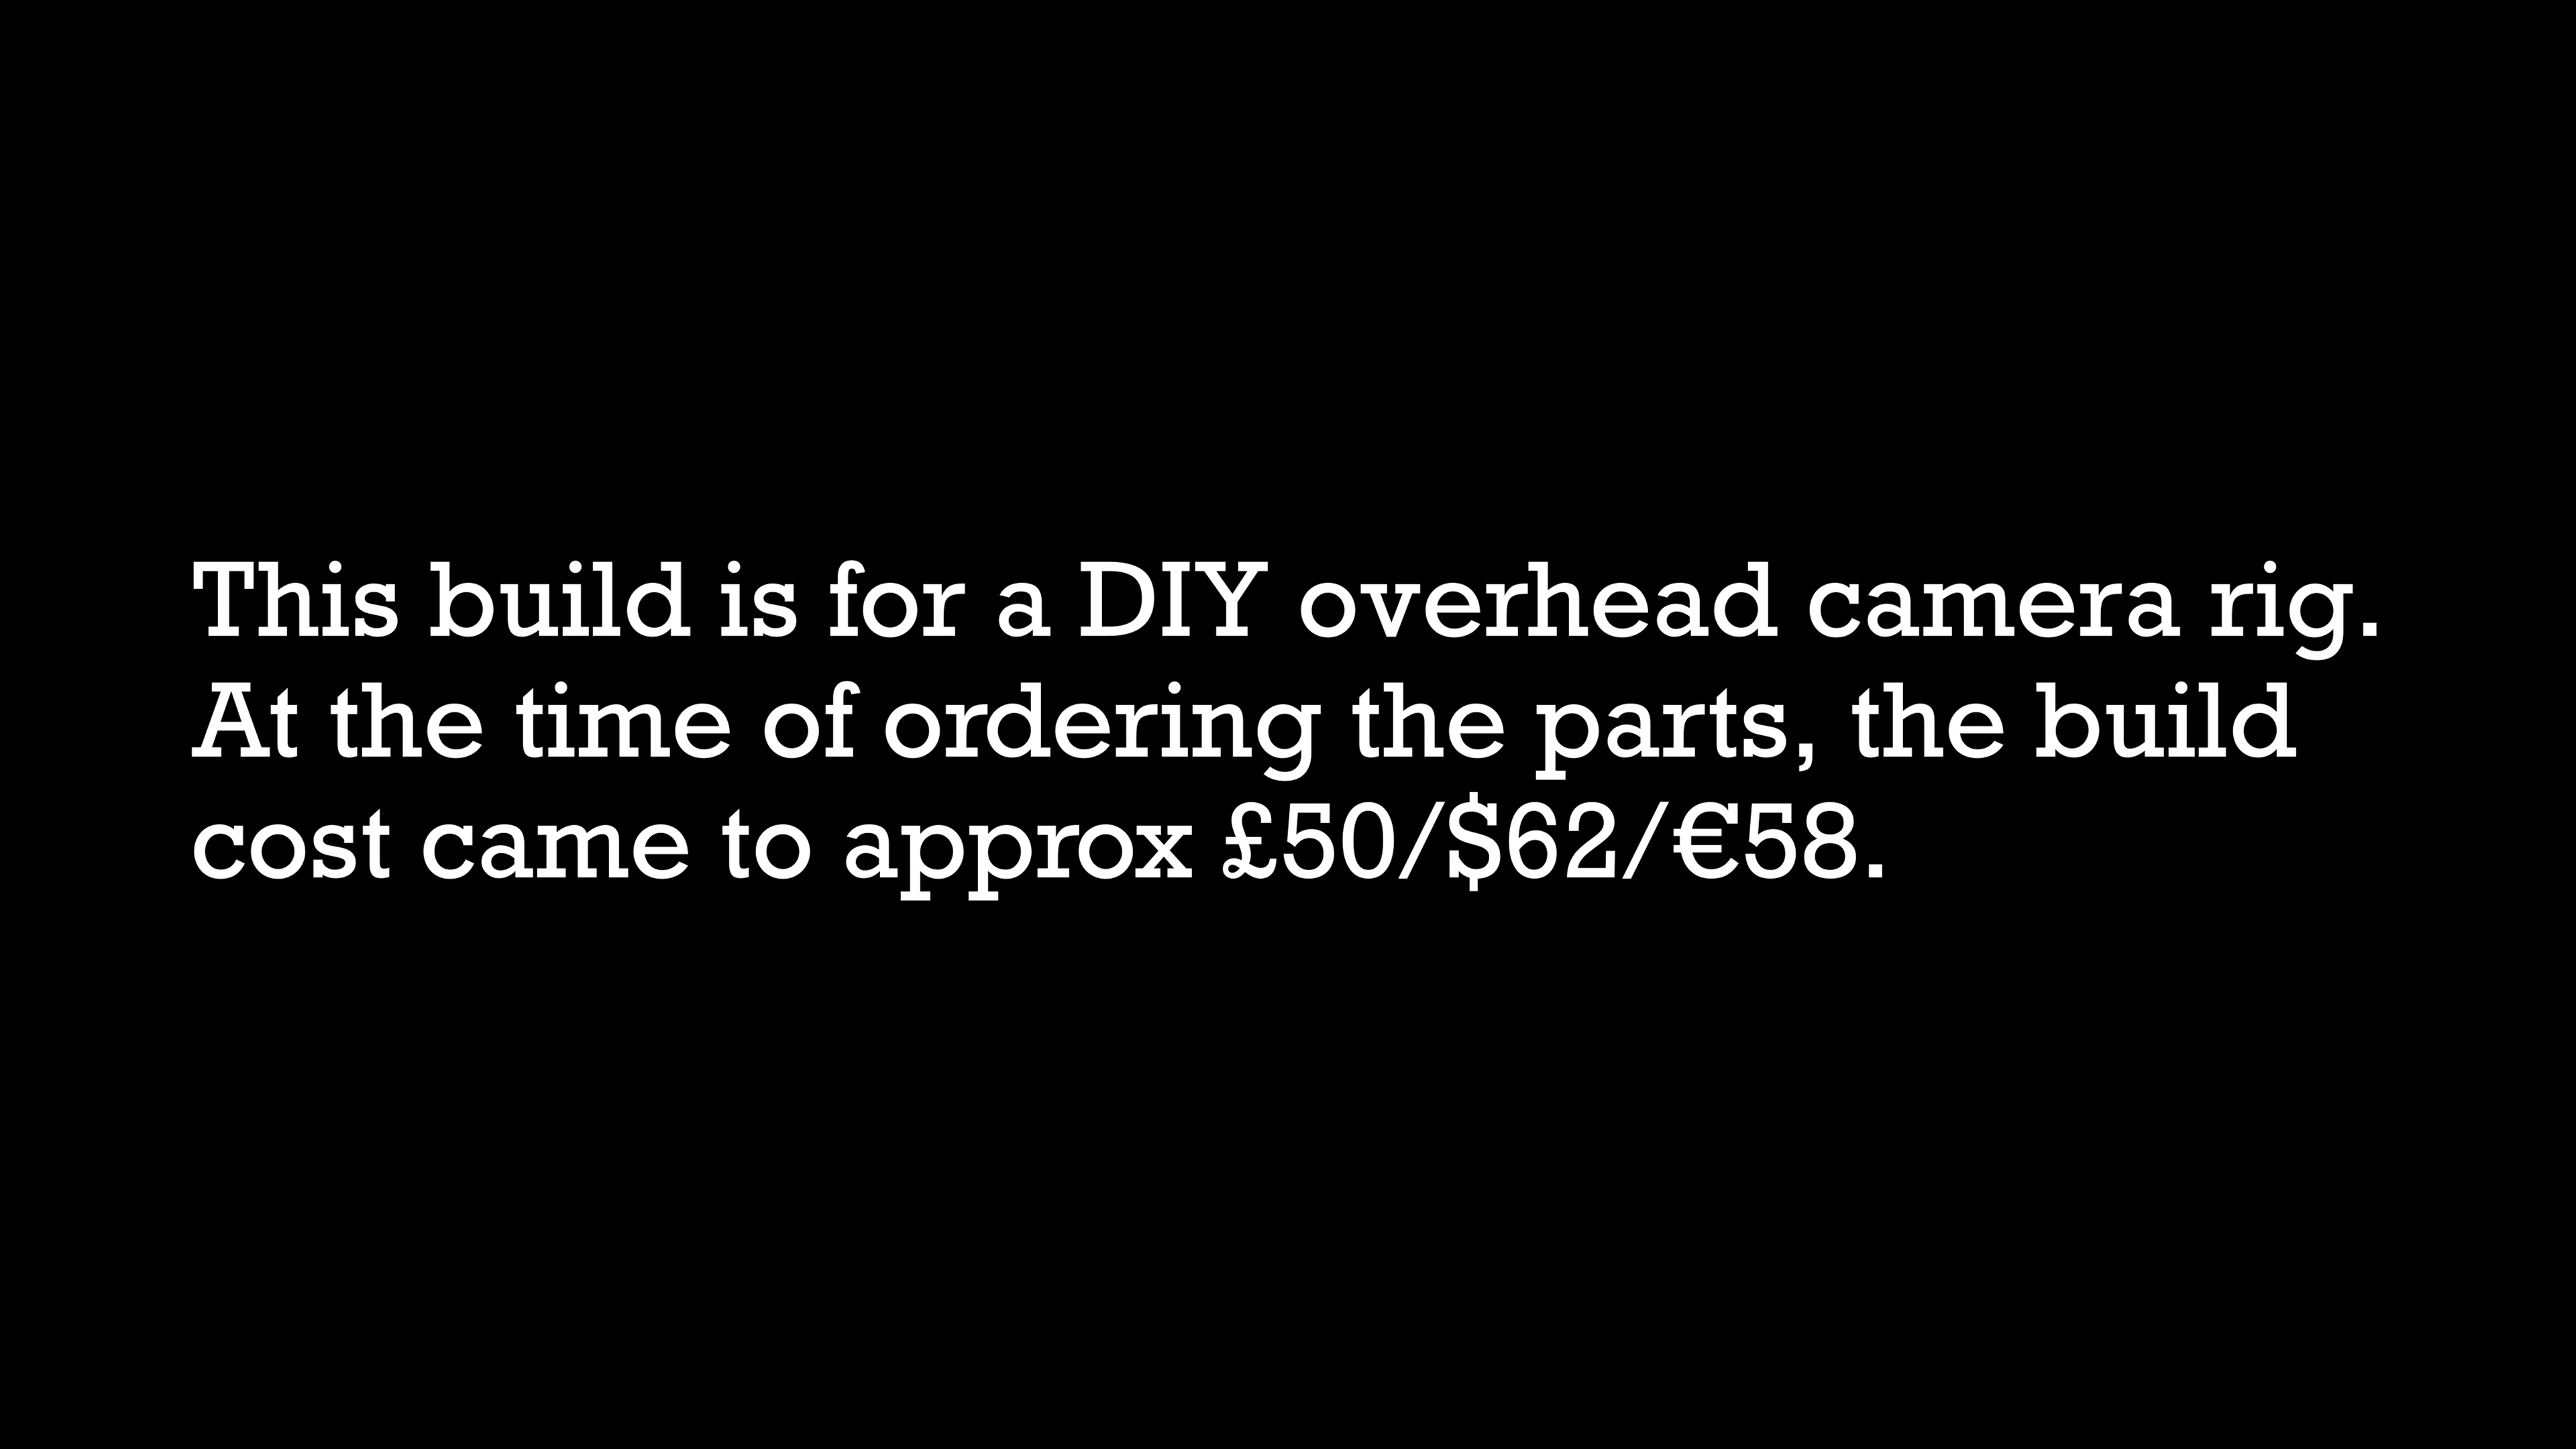 This build is for a DIY overhead camera rig.
At the time of ordering the parts, the build
cost came to approx £50/$62/€58.